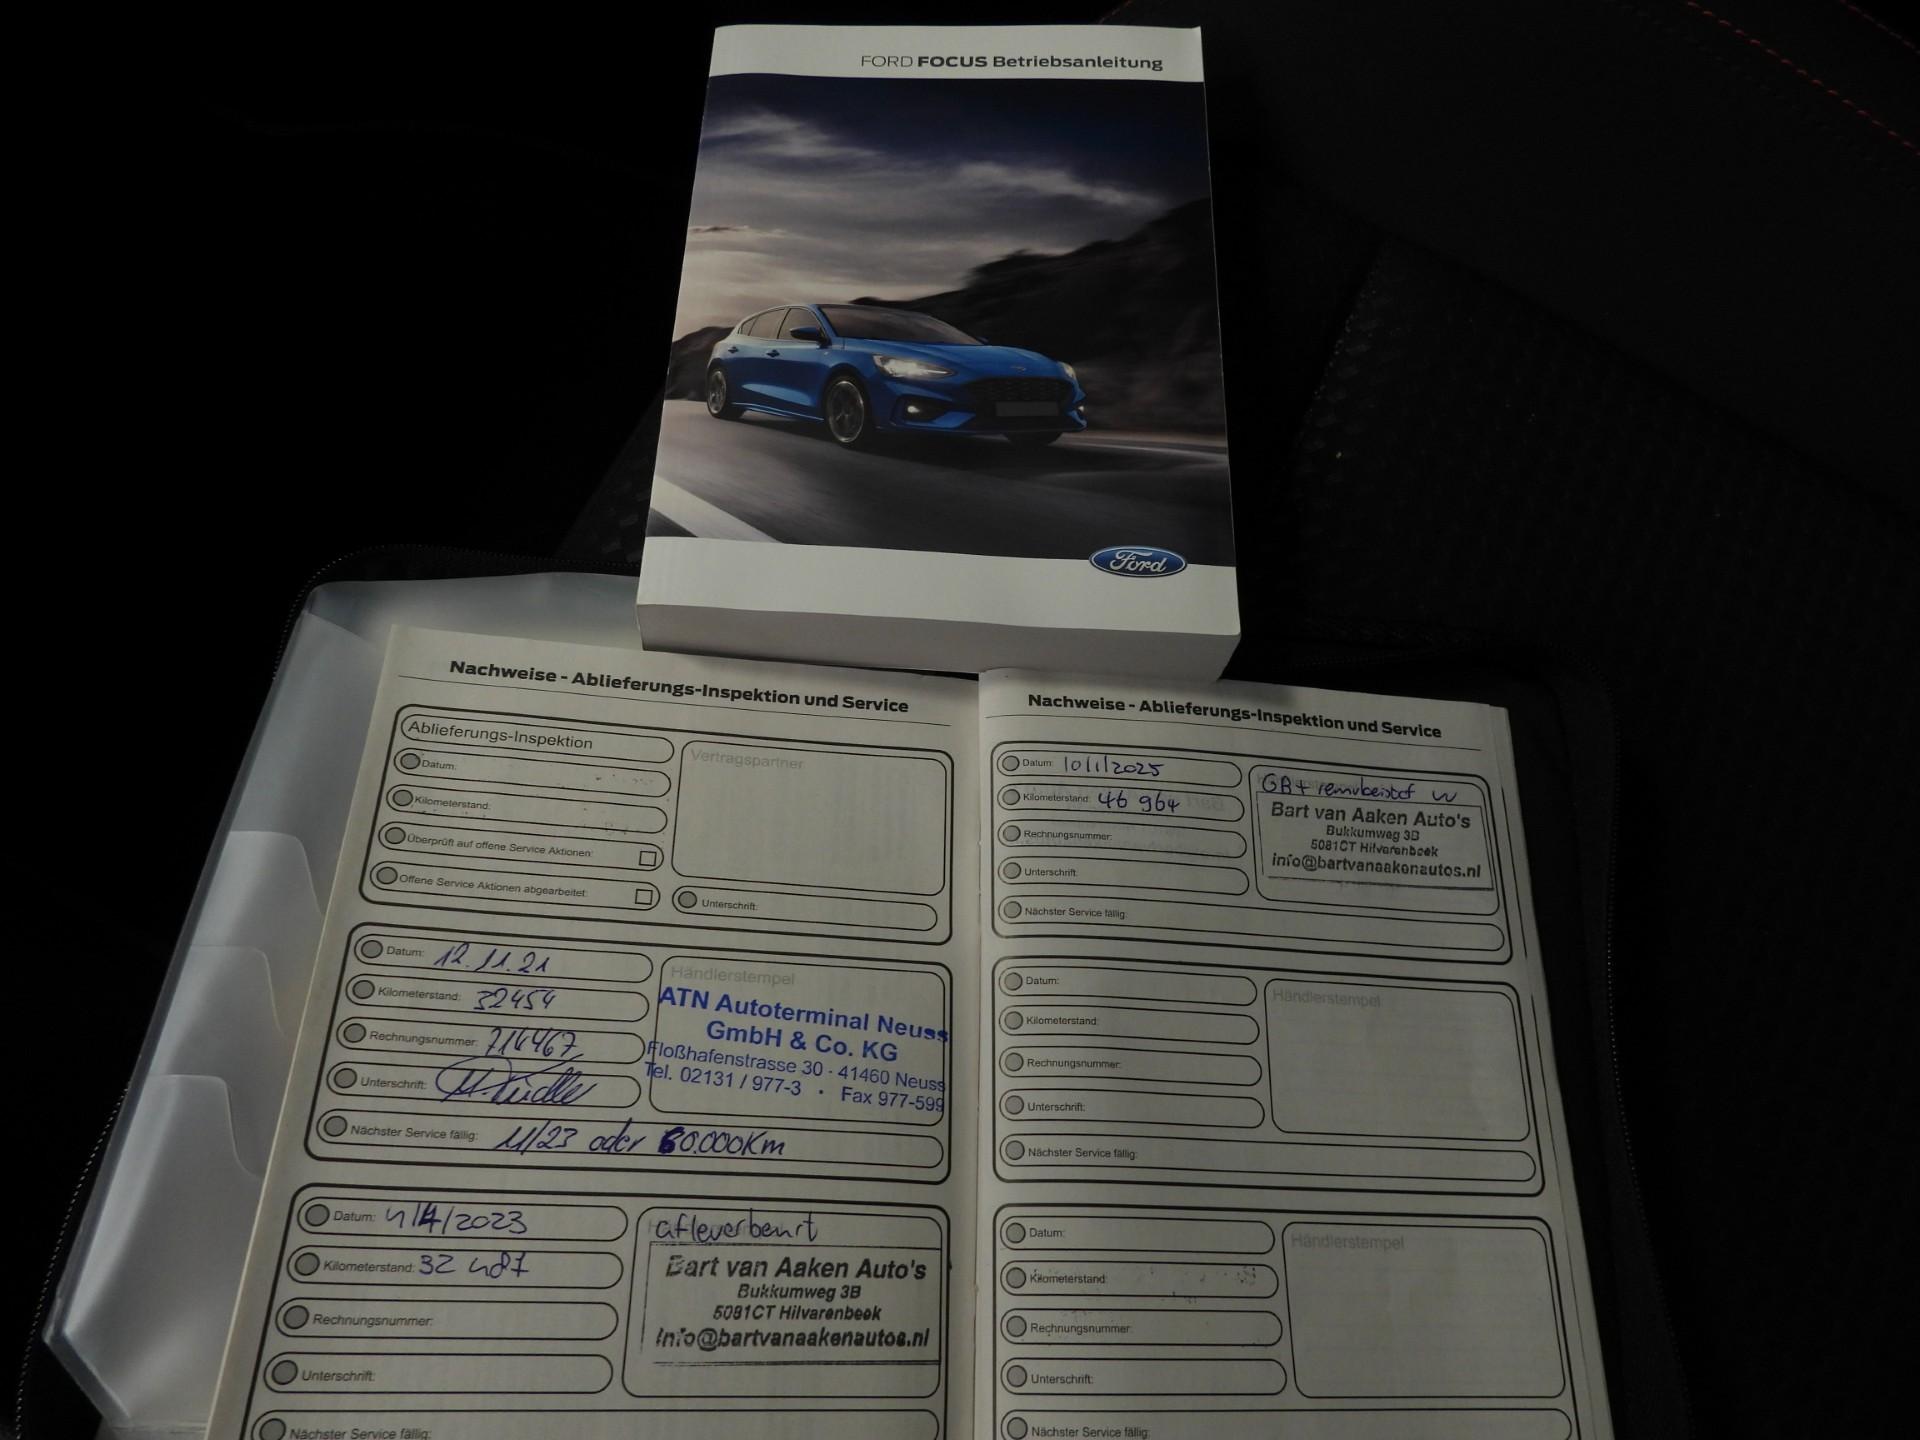 FORD FOCUS Betriebsanleitung
Ford
Nachweise - Ablieferungs-Inspektion und Service
Ablieferungs-Inspektion
Datum:
Kilometerstand:
Überprüft auf offene Service Aktionen:
Offene Service Aktionen abgearbeitet:
Vertragspartner
Unterschrift:
Datum: 12.11.21
Kilometerstand: 32454
Rechnungsnummer: 714467
Unterschrift:
Nächster Service fällig: 11/23 oder 60.000Km
Händlerstempel
ATN Autoterminal Neuss
GmbH & Co. KG
Floßhafenstrasse 30 - 41460 Neuss
Tel. 02131 / 977-3 · Fax 977-599
Datum: 4/4/2023
Kilometerstand: 32 487
Rechnungsnummer:
Unterschrift:
Nächster Service fällig:
afleverbeurt
Bart van Aaken Auto's
Bukkumweg 3B
5081CT Hilvarenbeek
info@bartvanaakenautos.nl
Nachweise - Ablieferungs-Inspektion und Service
Datum: 10/1/2025
Kilometerstand: 46 964
Rechnungsnummer:
Unterschrift:
Nächster Service fällig:
GB +
Bart van Aaken Auto's
Bukkumweg 3B
5081CT Hilvarenbeek
info@bartvanaakenautos.nl
Datum:
Kilometerstand:
Rechnungsnummer:
Unterschrift:
Nächster Service fällig:
Händlerstempel
Datum:
Kilometerstand:
Rechnungsnummer:
Unterschrift:
Nächster Service fällig:
Händlerstempel